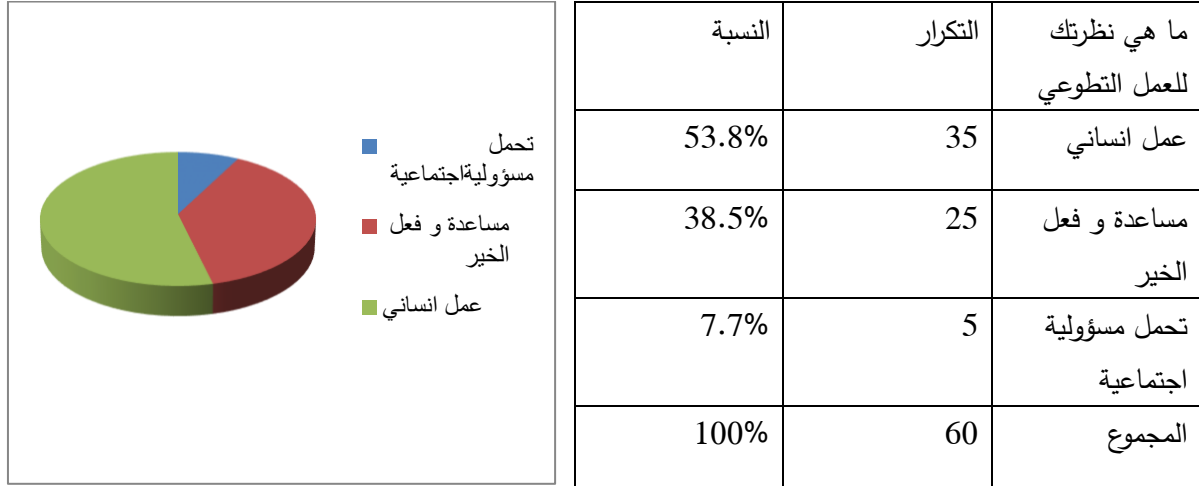 ما هي نظرتك
للعمل التطوعي
التكرار
النسبة
عمل انساني
35
53.8%
مساعدة و فعل
الخير
25
38.5%
تحمل مسؤولية
اجتماعية
5
7.7%
المجموع
60
100%
تحمل
مسؤوليةاجتماعية
مساعدة و فعل
الخير
عمل انساني